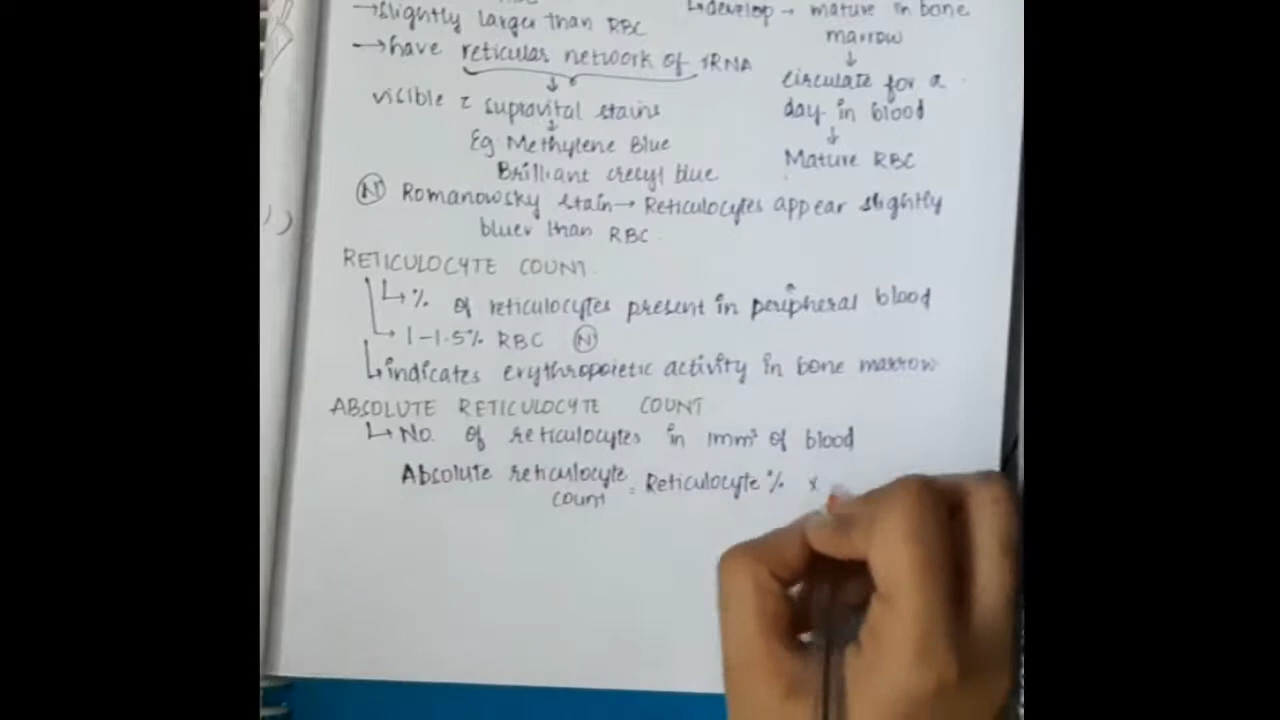 →slightly larger than RBC
→have reticular network of rRNA
↓
visible c̄ supravital stains
↓
Eg. Methylene Blue
Brilliant cresyl blue
↳develop → mature in bone
marrow
↓
circulate for a
day in blood
↓
Mature RBC
(N) Romanowsky stain→ Reticulocytes appear slightly
bluer than RBC.
RETICULOCYTE COUNT.
↳% of reticulocytes present in peripheral blood
→ 1-1.5% RBC (N)
↳indicates erythropoietic activity in bone marrow
ABSOLUTE RETICULOCYTE COUNT
↳No. of reticulocytes in 1mm³ of blood
Absolute reticulocyte count = Reticulocyte % ×